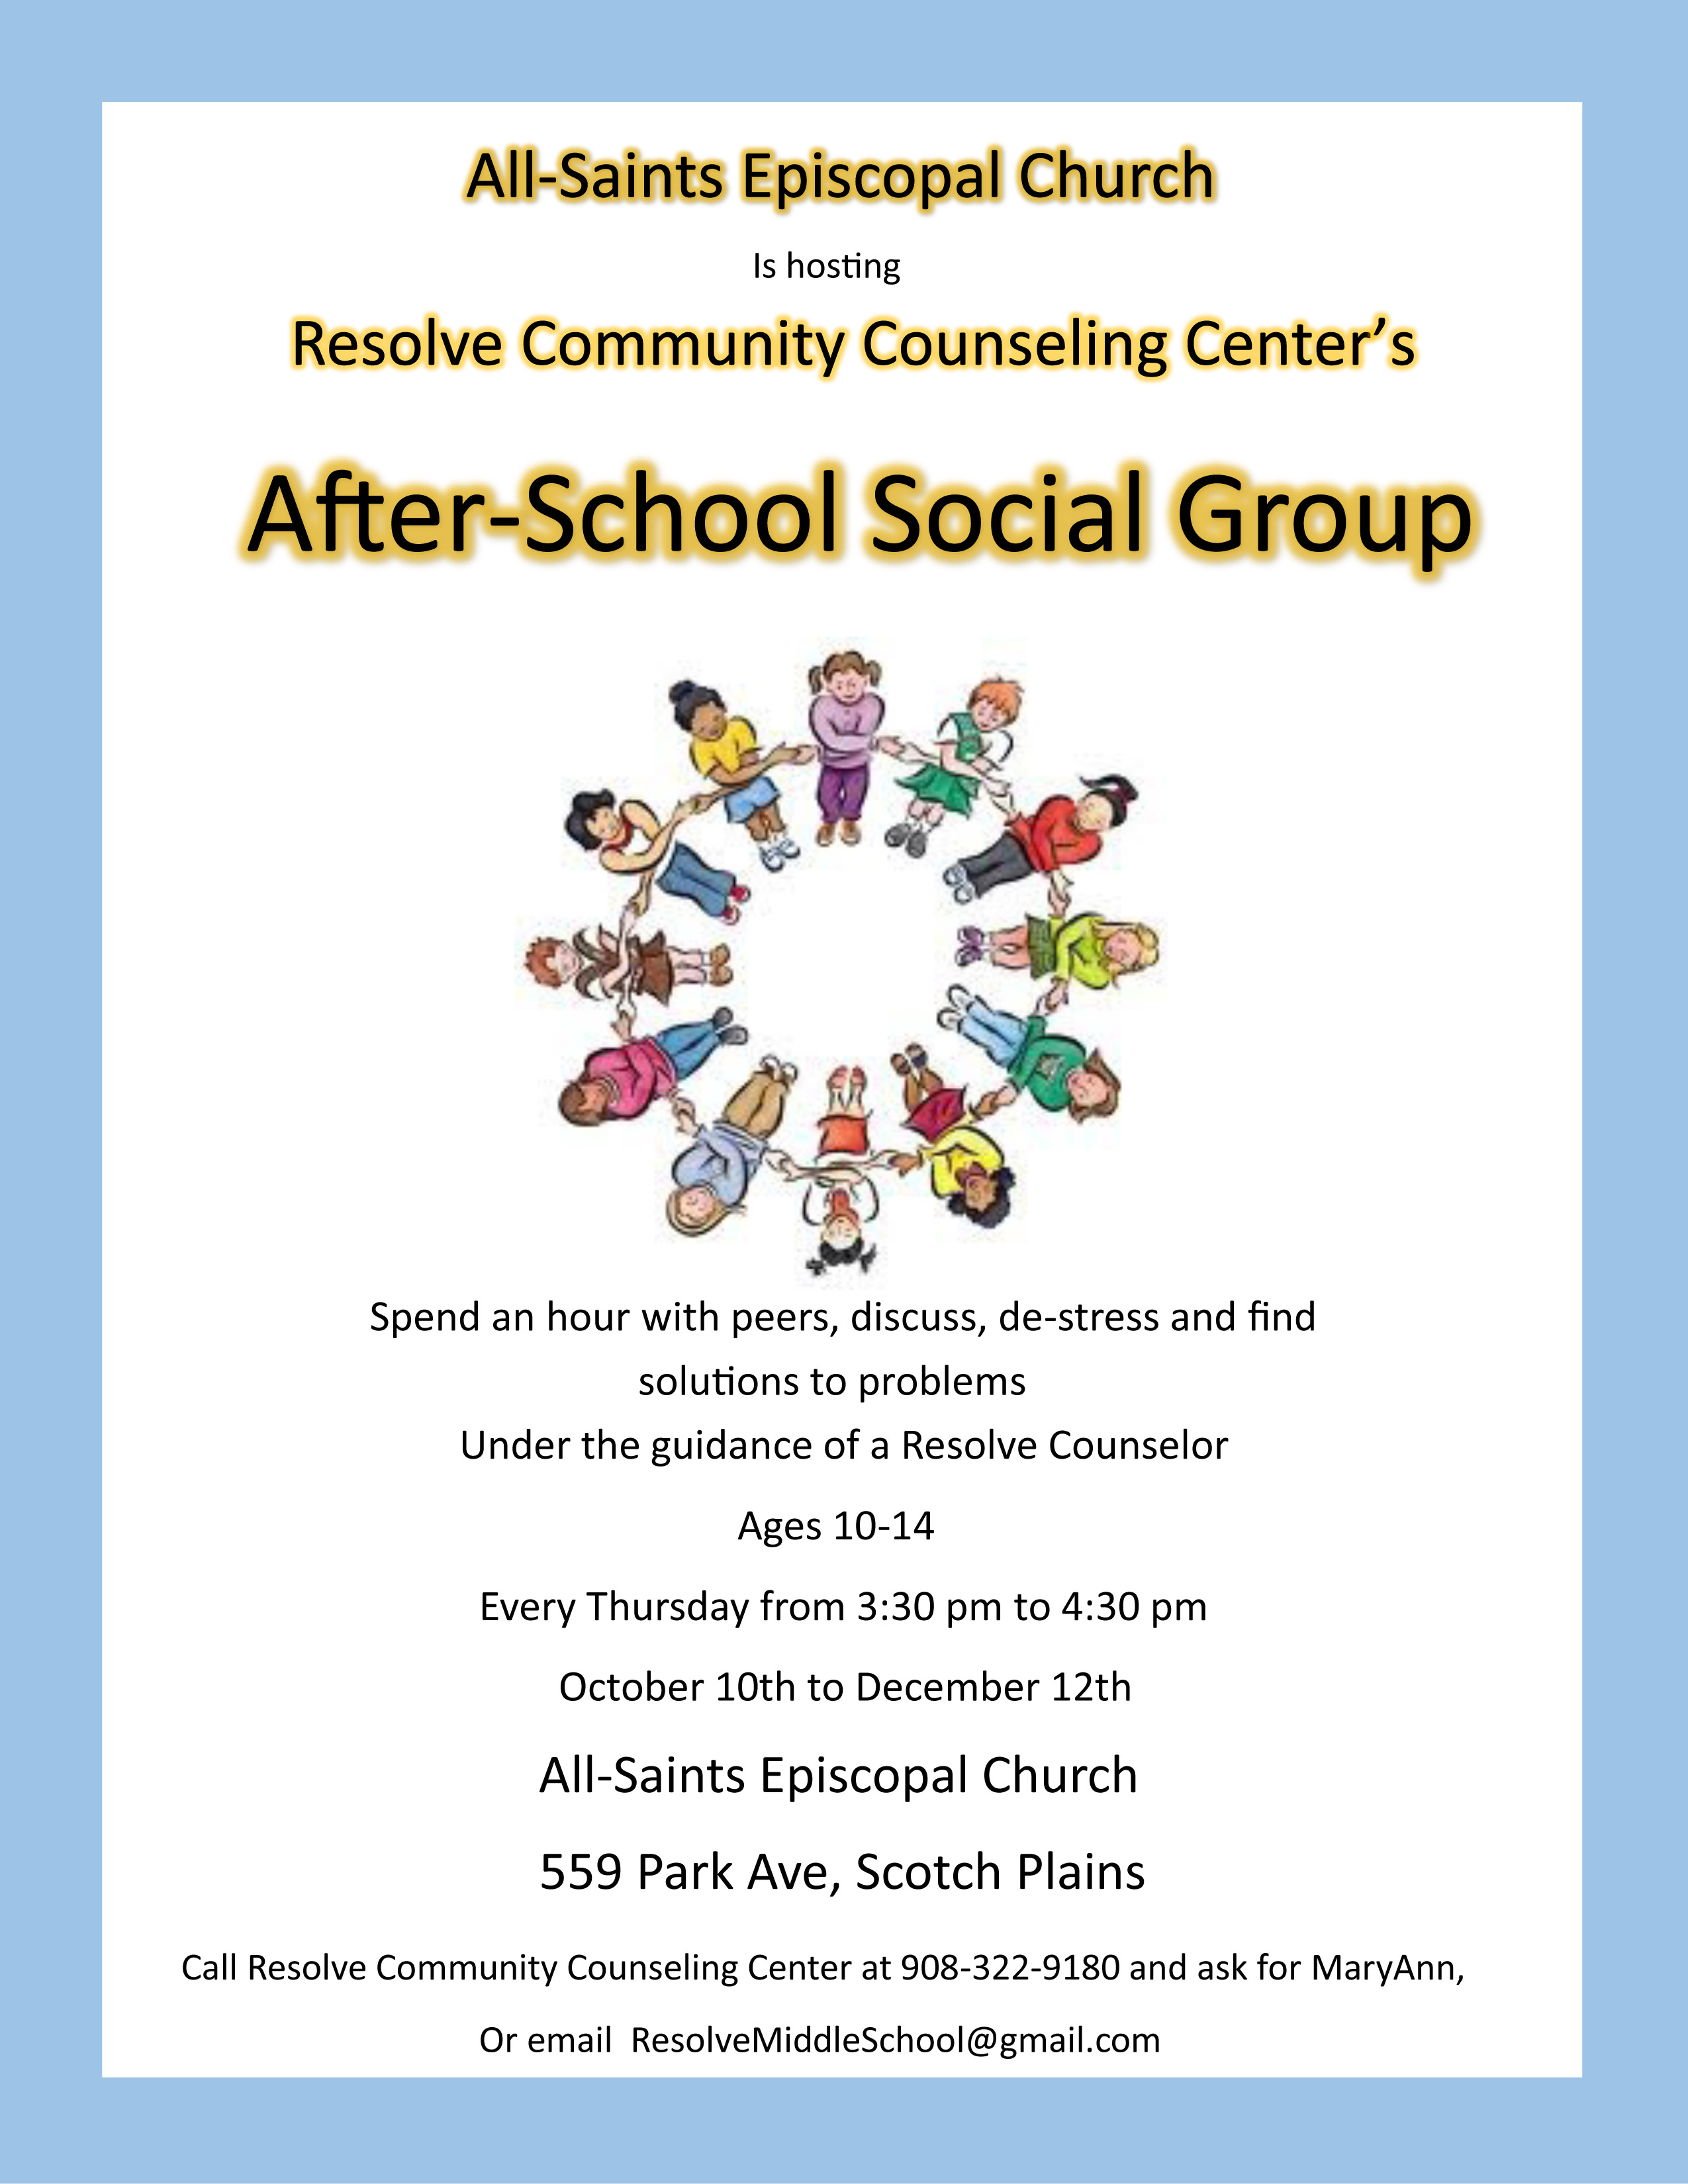 All-Saints Episcopal Church
Is hosting
Resolve Community Counseling Center’s
After-School Social Group
Spend an hour with peers, discuss, de-stress and find
solutions to problems
Under the guidance of a Resolve Counselor
Ages 10-14
Every Thursday from 3:30 pm to 4:30 pm
October 10th to December 12th
All-Saints Episcopal Church
559 Park Ave, Scotch Plains
Call Resolve Community Counseling Center at 908-322-9180 and ask for MaryAnn,
Or email  ResolveMiddleSchool@gmail.com